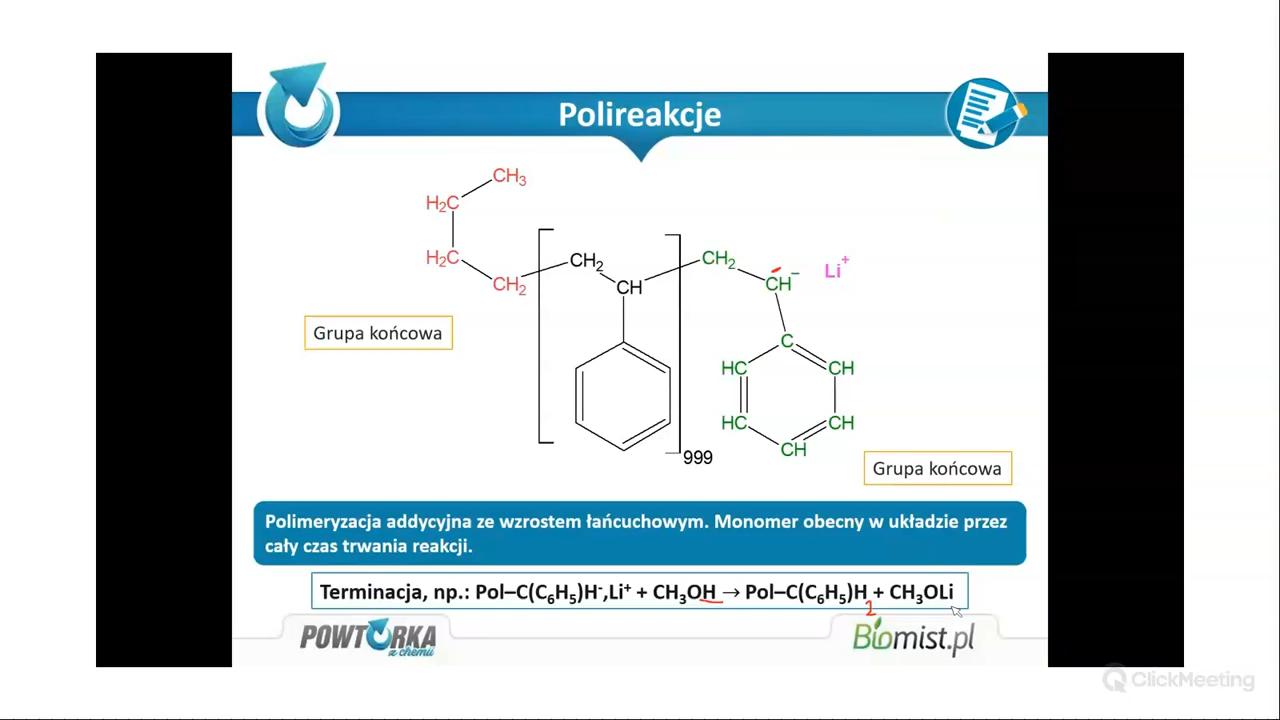 Polireakcje
CH₃
H₂C
H₂C
CH₂
CH₂
CH
999
CH₂
CH⁻
Li⁺
C
HC
CH
HC
CH
CH
Grupa końcowa
Grupa końcowa
Polimeryzacja addycyjna ze wzrostem łańcuchowym. Monomer obecny w układzie przez
cały czas trwania reakcji.
Terminacja, np.: Pol–C(C₆H₅)H⁻,Li⁺ + CH₃OH → Pol–C(C₆H₅)H₂ + CH₃OLi
POWTÓRKA
z chemii
Biomist.pl
ClickMeeting